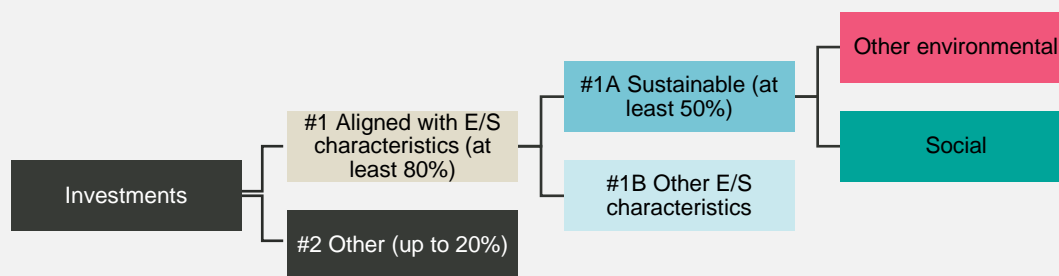 Investments
#1 Aligned with E/S
characteristics (at
least 80%)
#2 Other (up to 20%)
#1A Sustainable (at
least 50%)
#1B Other E/S
characteristics
Other environmental
Social